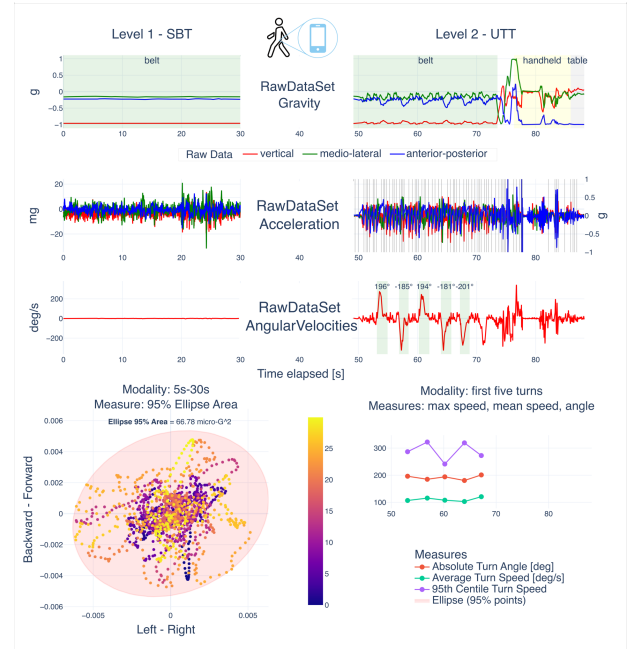 Level 1 - SBT
Level 2 - UTT
belt
belt
handheld
table
g
1
0.5
0
−0.5
−1
RawDataSet
Gravity
0
10
20
30
40
50
60
70
80
Raw Data
vertical
medio-lateral
anterior-posterior
mg
20
0
−20
RawDataSet
Acceleration
1
0.5
0
−0.5
−1
g
0
10
20
30
40
50
60
70
80
deg/s
200
0
−200
RawDataSet
AngularVelocities
196°
-185°
194°
-181°
-201°
0
10
20
30
40
50
60
70
80
Time elapsed [s]
Modality: 5s-30s
Measure: 95% Ellipse Area
Modality: first five turns
Measures: max speed, mean speed, angle
Ellipse 95% Area = 66.78 micro-G^2
Backward - Forward
0.006
0.004
0.002
0
−0.002
−0.004
−0.006
−0.005
0
0.005
Left - Right
25
20
15
10
5
0
300
200
100
50
60
70
80
Measures
Absolute Turn Angle [deg]
Average Turn Speed [deg/s]
95th Centile Turn Speed
Ellipse (95% points)